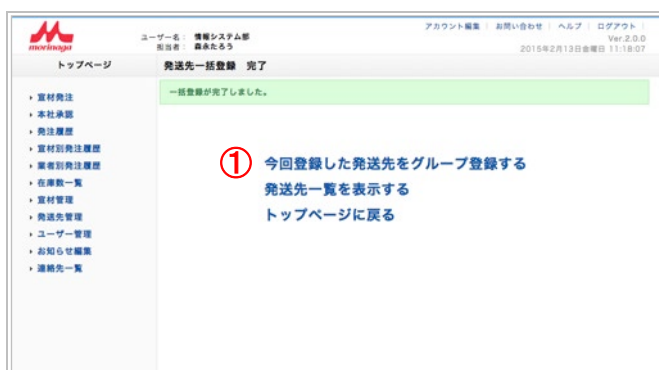 アカウント編集 | お問い合わせ | ヘルプ | ログアウト |
morinaga
ユーザー名： 情報システム部
担当者： 森永たろう
Ver.2.0.0
2015年2月13日金曜日 11:18:07
トップページ
発送先一括登録 完了
一括登録が完了しました。
宣材発注
本社承認
発注履歴
宣材別発注履歴
業者別発注履歴
在庫数一覧
宣材管理
発送先管理
ユーザー管理
お知らせ編集
連絡先一覧
① 今回登録した発送先をグループ登録する
発送先一覧を表示する
トップページに戻る